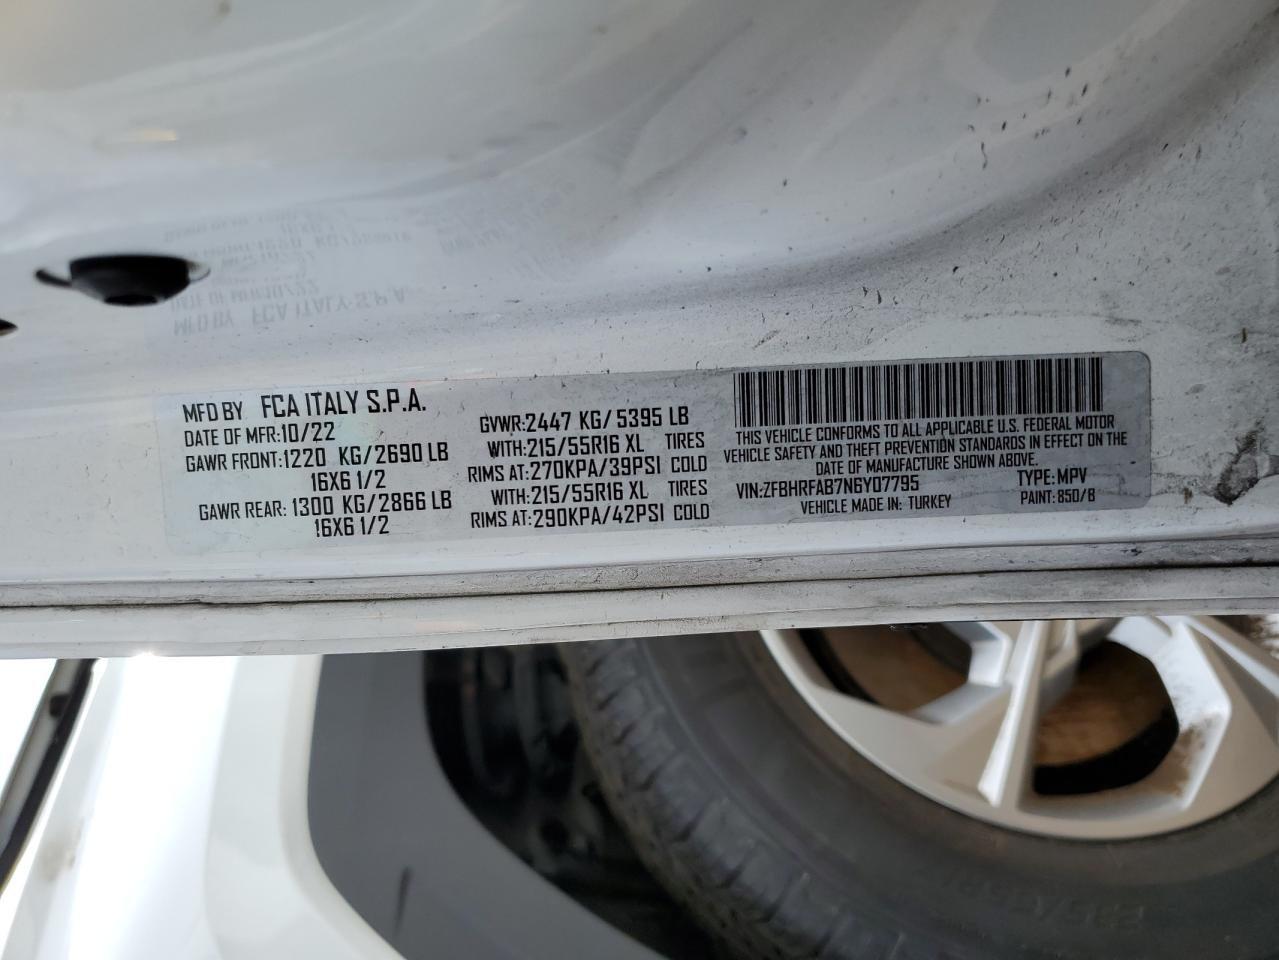 MFD BY FCA ITALY S.P.A.
DATE OF MFR:10/22
GAWR FRONT:1220 KG/2690 LB
16X6 1/2
GAWR REAR: 1300 KG/2866 LB
16X6 1/2
GVWR:2447 KG/5395 LB
WITH:215/55R16 XL TIRES
RIMS AT:270KPA/39PSI COLD
WITH:215/55R16 XL TIRES
RIMS AT:290KPA/42PSI COLD
THIS VEHICLE CONFORMS TO ALL APPLICABLE U.S. FEDERAL MOTOR
VEHICLE SAFETY AND THEFT PREVENTION STANDARDS IN EFFECT ON THE
DATE OF MANUFACTURE SHOWN ABOVE.
VIN:ZFBHRFAB7N6Y07795 TYPE: MPV
VEHICLE MADE IN: TURKEY PAINT: 850/B